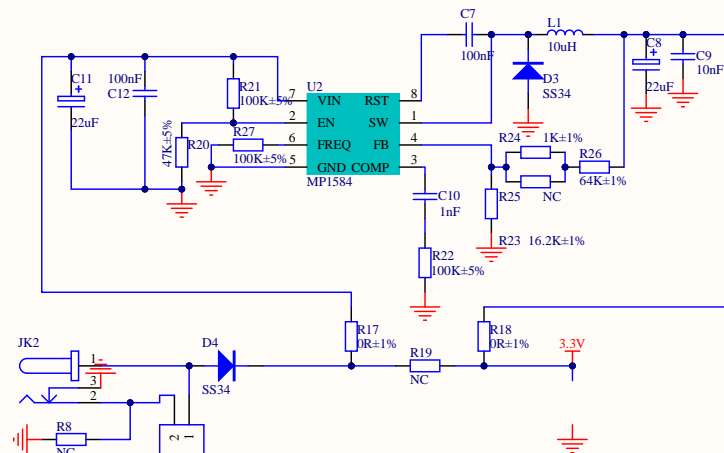 C7
100nF
L1
10uH
C8
22uF
C9
10nF
D3
SS34
C11
22uF
100nF
C12
R21
100K±5%
U2
7 VIN RST 8
2 EN SW 1
6 FREQ FB 4
5 GND COMP 3
MP1584
47K±5%
R20
R27
100K±5%
R24 1K±1%
R26
64K±1%
R25
NC
R23 16.2K±1%
C10
1nF
R22
100K±5%
R17
0R±1%
R18
0R±1%
R19
NC
3.3V
JK2
1
3
2
D4
SS34
R8
NC
2 1